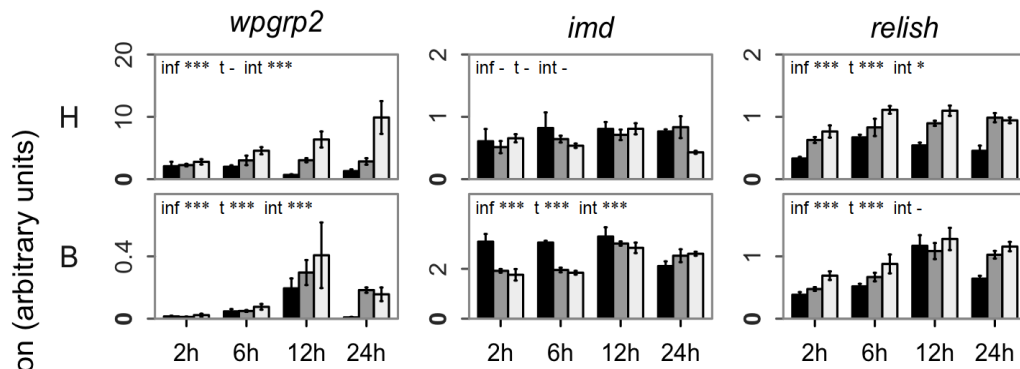 wpgrp2 imd relish
20 2 2
inf *** t - int *** inf - t - int - inf *** t *** int *
H 10 1 1
0 0 0
inf *** t *** int *** inf *** t *** int *** inf *** t *** int -
B 0.4 2 1
0 0 0
2h 6h 12h 24h 2h 6h 12h 24h 2h 6h 12h 24h
on (arbitrary units)